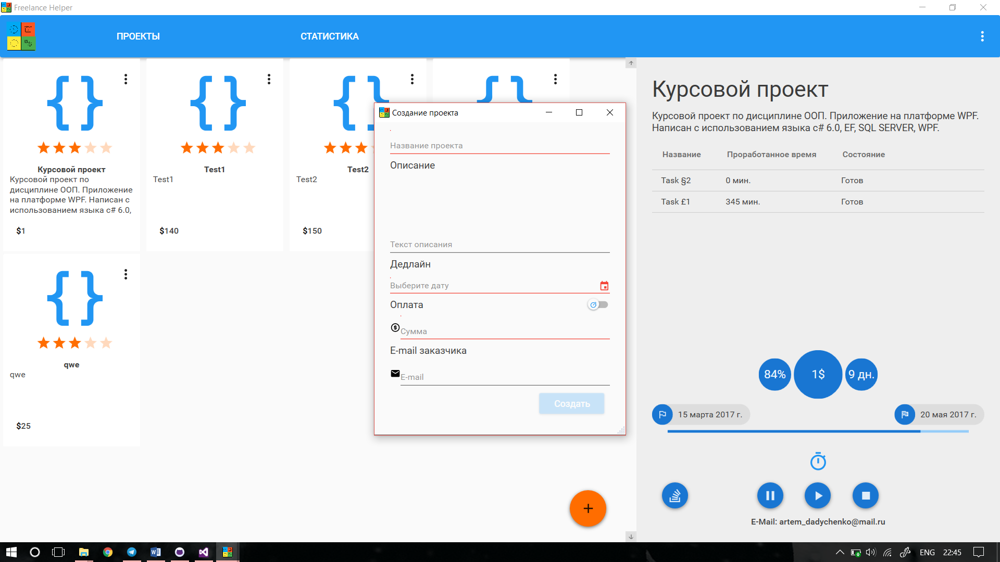 Freelance Helper
ПРОЕКТЫ
СТАТИСТИКА
Курсовой проект
Курсовой проект по
дисциплине ООП. Приложение
на платформе WPF. Написан с
использованием языка c# 6.0,
$1
Test1
Test1
$140
Test2
Test2
$150
qwe
qwe
$25
Создание проекта
Название проекта
Описание
Текст описания
Дедлайн
Выберите дату
Оплата
Сумма
E-mail заказчика
E-mail
Создать
Курсовой проект
Курсовой проект по дисциплине ООП. Приложение на платформе WPF.
Написан с использованием языка c# 6.0, EF, SQL SERVER, WPF.
Название Проработанное время Состояние
Task §2 0 мин. Готов
Task £1 345 мин. Готов
84% 1$ 9 дн.
15 марта 2017 г. 20 мая 2017 г.
E-Mail: artem_dadychenko@mail.ru
ENG 22:45